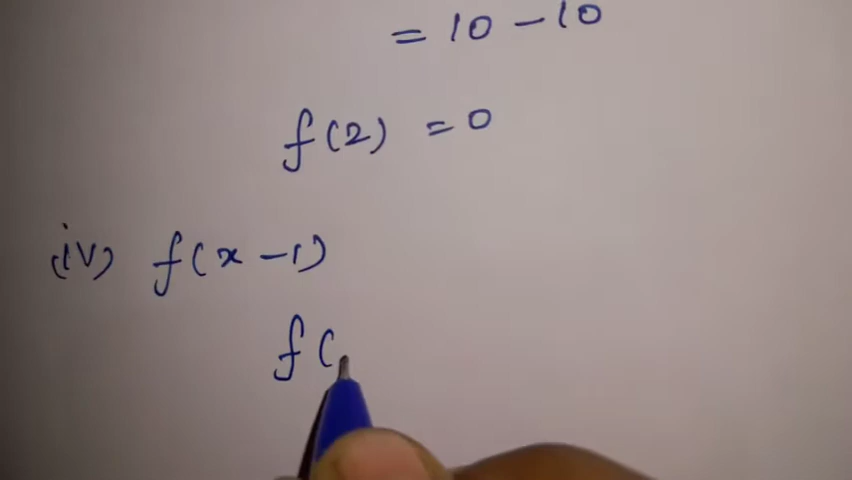 = 10 - 10
f(2) = 0
(iv) f(x - 1)
f(